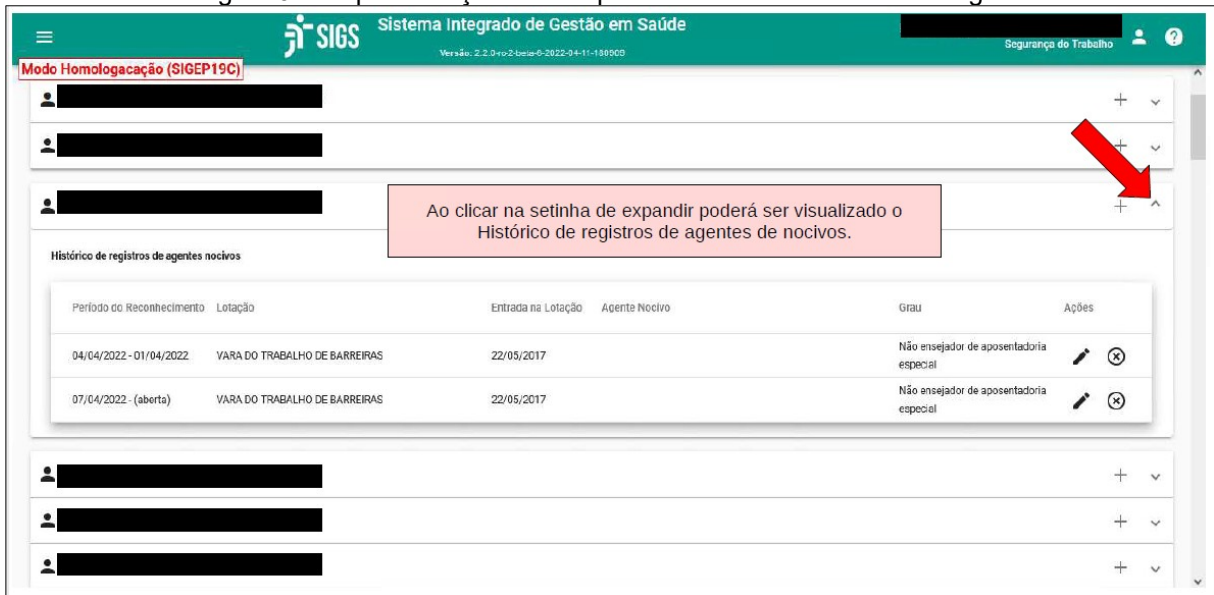 SIGS
Sistema Integrado de Gestão em Saúde
Segurança do Trabalho
Modo Homologacação (SIGEP19C)
Ao clicar na setinha de expandir poderá ser visualizado o
Histórico de registros de agentes de nocivos.
Histórico de registros de agentes nocivos
Período do Reconhecimento Lotação Entrada na Lotação Agente Nocivo Grau Ações
04/04/2022 - 01/04/2022 VARA DO TRABALHO DE BARREIRAS 22/05/2017 Não ensejador de aposentadoria
especial
07/04/2022 - (aberta) VARA DO TRABALHO DE BARREIRAS 22/05/2017 Não ensejador de aposentadoria
especial